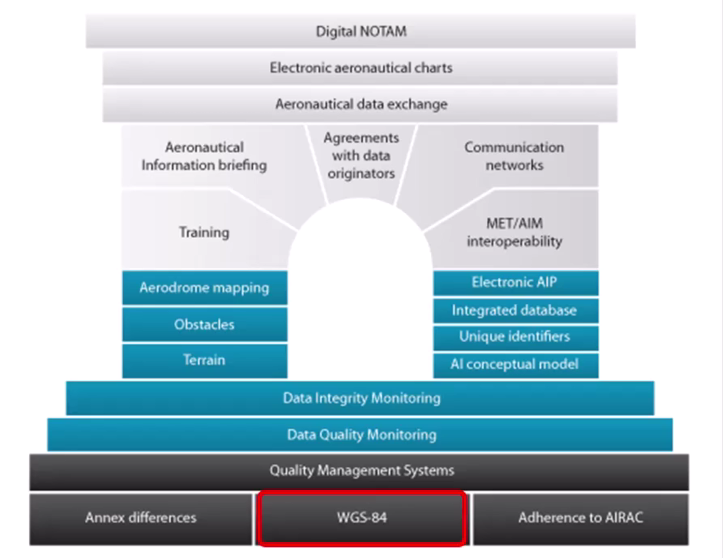 Digital NOTAM
Electronic aeronautical charts
Aeronautical data exchange
Aeronautical
Information briefing
Agreements
with data
originators
Communication
networks
Training
MET/AIM
interoperability
Aerodrome mapping
Obstacles
Terrain
Electronic AIP
Integrated database
Unique identifiers
AI conceptual model
Data Integrity Monitoring
Data Quality Monitoring
Quality Management Systems
Annex differences
WGS-84
Adherence to AIRAC